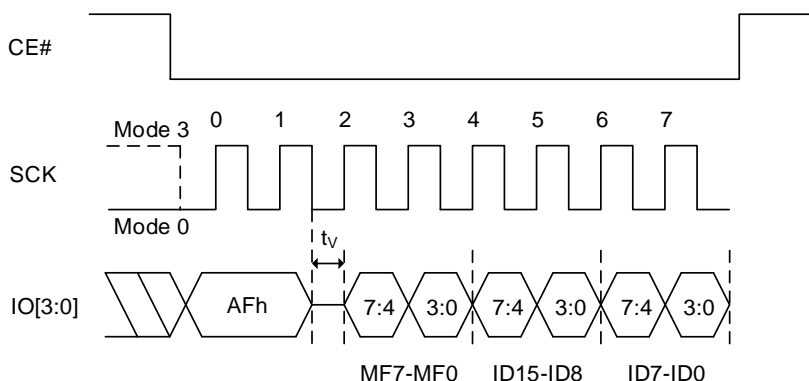 CE#
0 1 2 3 4 5 6 7
Mode 3
SCK
Mode 0
tV
IO[3:0] AFh 7:4 3:0 7:4 3:0 7:4 3:0
MF7-MF0 ID15-ID8 ID7-ID0